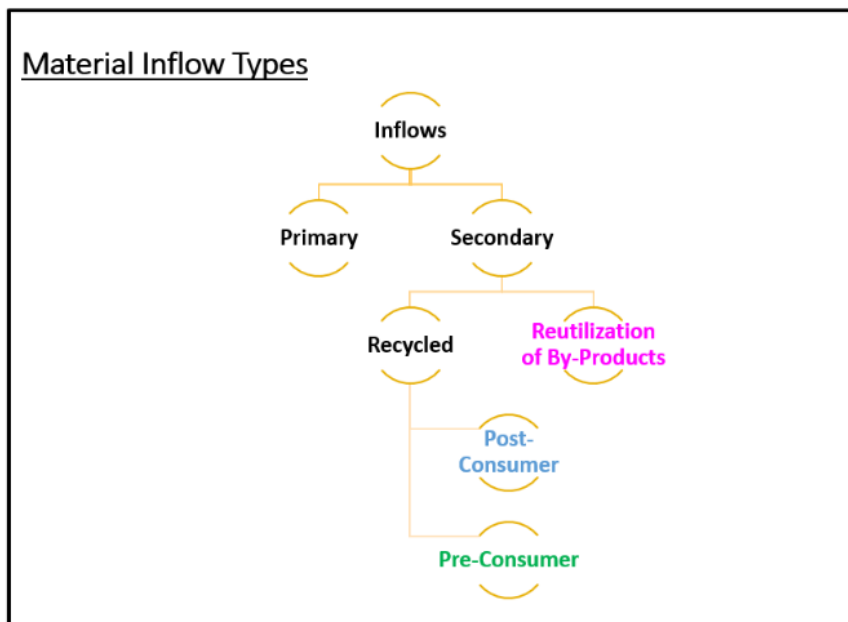 Material Inflow Types
Inflows
Primary
Secondary
Recycled
Reutilization
of By-Products
Post-
Consumer
Pre-Consumer